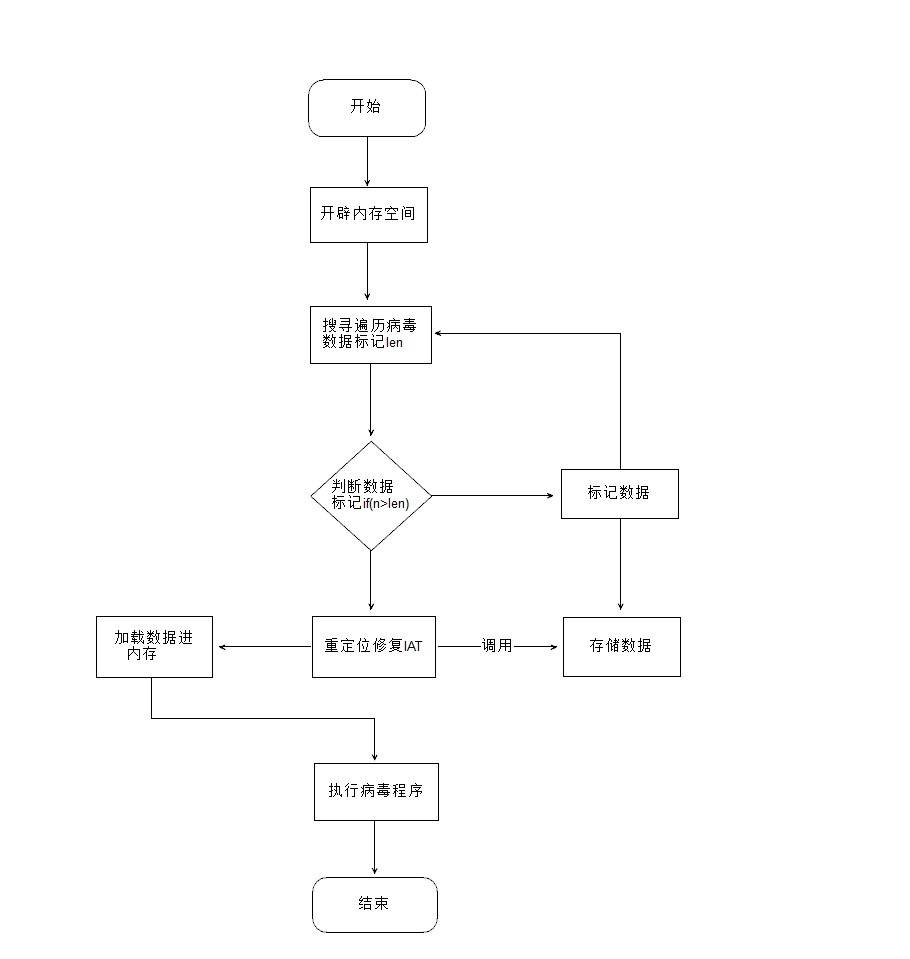 开始
开辟内存空间
搜寻遍历病毒
数据标记len
判断数据
标记if(n>len)
标记数据
加载数据进
内存
重定位修复IAT
调用
存储数据
执行病毒程序
结束